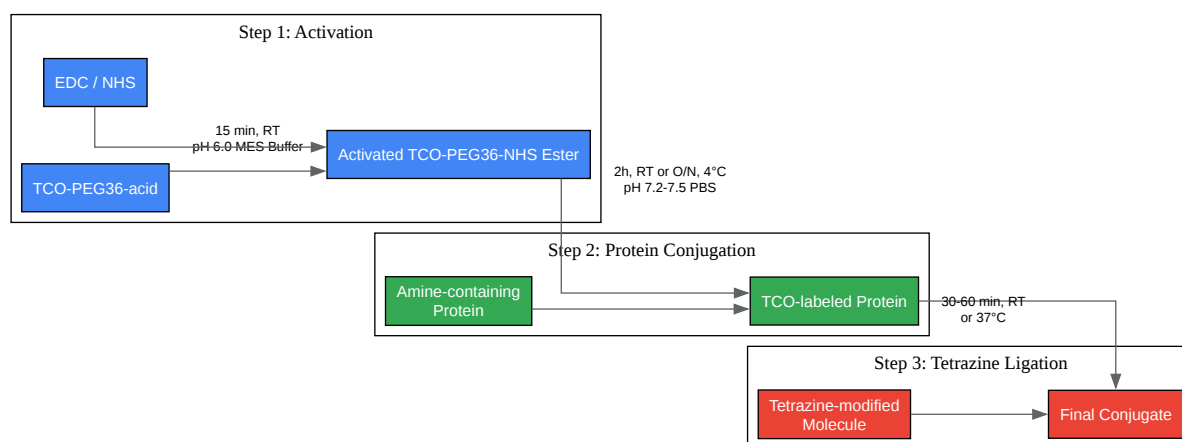 Step 1: Activation
EDC / NHS
15 min, RT
pH 6.0 MES Buffer
Activated TCO-PEG36-NHS Ester
TCO-PEG36-acid
2h, RT or O/N, 4°C
pH 7.2-7.5 PBS
Step 2: Protein Conjugation
Amine-containing
Protein
TCO-labeled Protein
30-60 min, RT
or 37°C
Step 3: Tetrazine Ligation
Tetrazine-modified
Molecule
Final Conjugate